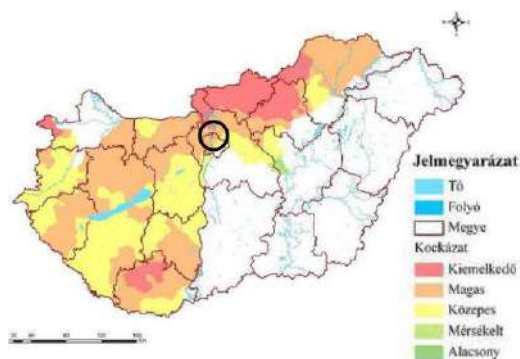 Jelmagyarázat
Tó
Folyó
Megye
Kockázat
Kiemelkedő
Magas
Közepes
Mérsékelt
Alacsony